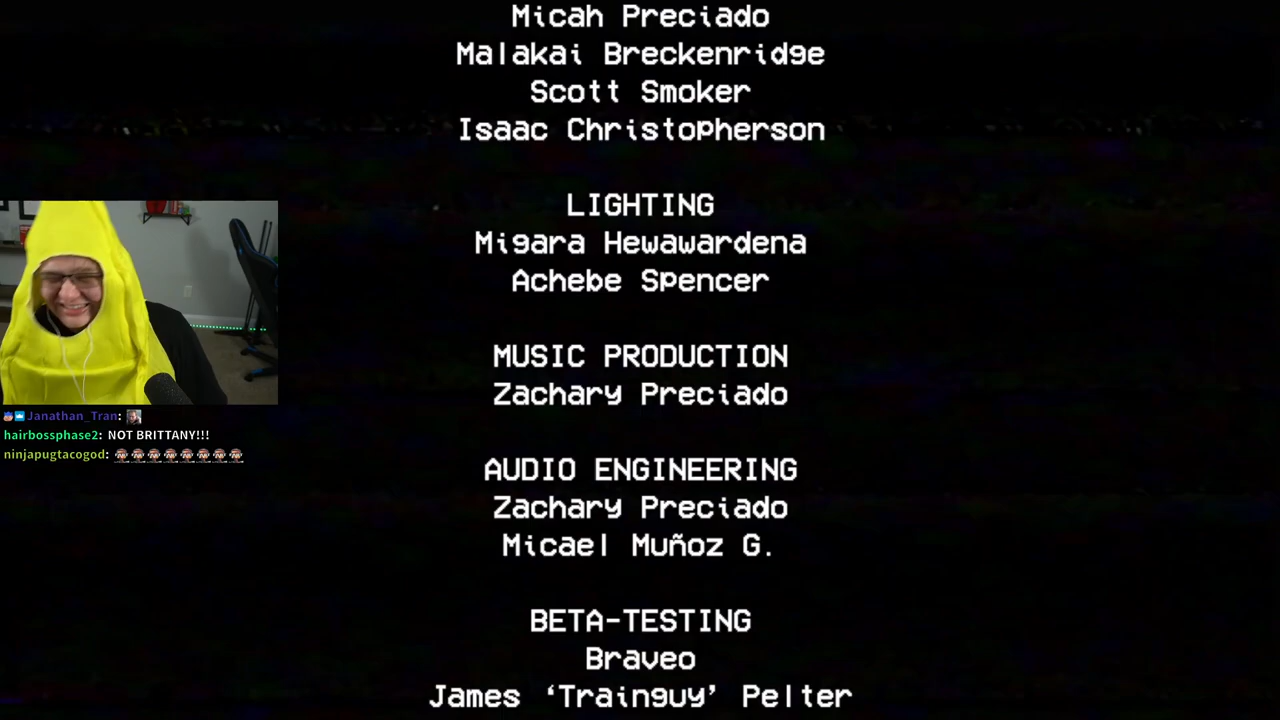 Micah Preciado
Malakai Breckenridge
Scott Smoker
Isaac Christopherson
LIGHTING
Migara Hewawardena
Achebe Spencer
MUSIC PRODUCTION
Zachary Preciado
AUDIO ENGINEERING
Zachary Preciado
Micael Muñoz G.
BETA-TESTING
Braveo
James ‘Trainguy’ Pelter
Janathan_Tran:
hairbossphase2: NOT BRITTANY!!!
ninjapugtacogod: